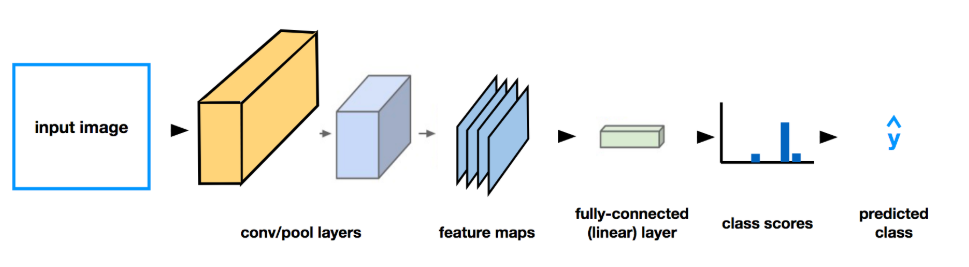 input image
conv/pool layers
feature maps
fully-connected
(linear) layer
class scores
ŷ
predicted
class